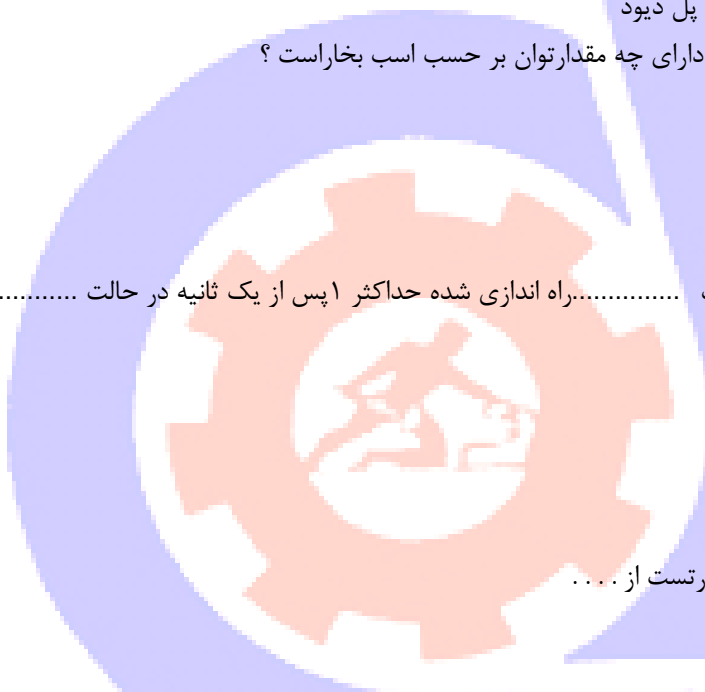 پل دیود
دارای چه مقدارتوان بر حسب اسب بخاراست ؟
...............راه اندازی شده حداکثر ۱پس از یک ثانیه در حالت ...........
رتست از . . . .